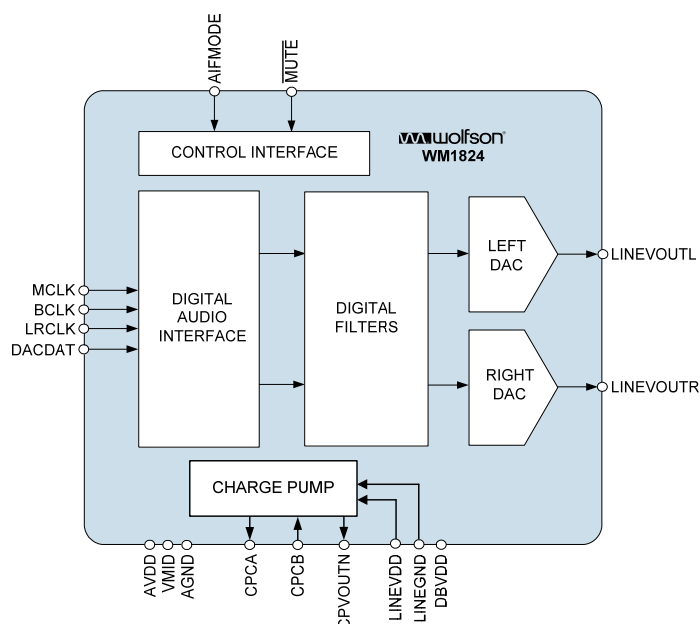 AIFMODE
MUTE
wolfson
WM1824
CONTROL INTERFACE
LEFT
DAC
LINEVOUTL
MCLK
BCLK
LRCLK
DACDAT
DIGITAL
AUDIO
INTERFACE
DIGITAL
FILTERS
RIGHT
DAC
LINEVOUTR
CHARGE PUMP
AVDD
VMID
AGND
CPCA
CPCB
CPVOUTN
LINEVDD
LINEGND
DBVDD